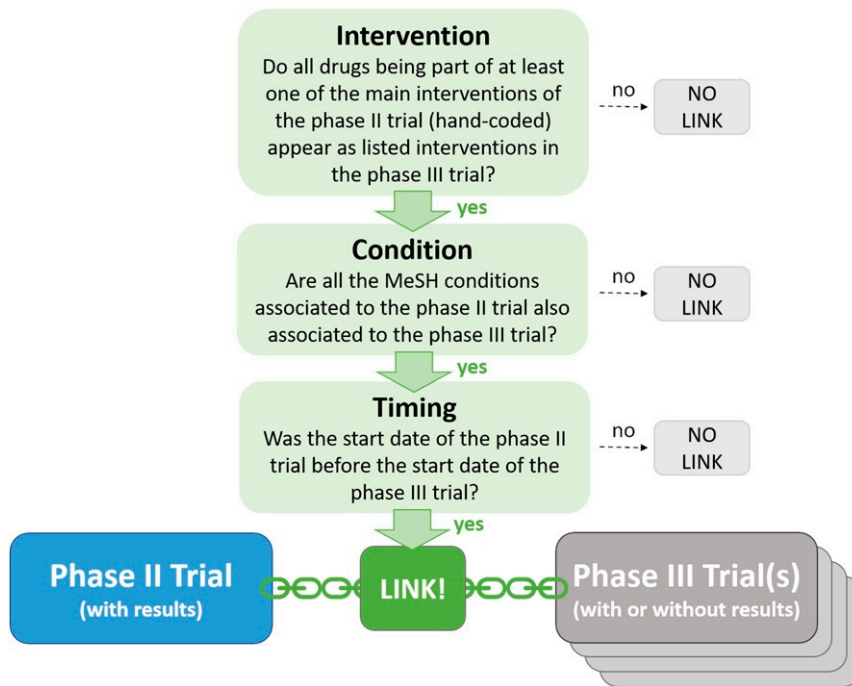 Intervention
Do all drugs being part of at least
one of the main interventions of
the phase II trial (hand-coded)
appear as listed interventions in
the phase III trial?
no
NO
LINK
yes
Condition
Are all the MeSH conditions
associated to the phase II trial also
associated to the phase III trial?
no
NO
LINK
yes
Timing
Was the start date of the phase II
trial before the start date of the
phase III trial?
no
NO
LINK
yes
Phase II Trial
(with results)
LINK!
Phase III Trial(s)
(with or without results)